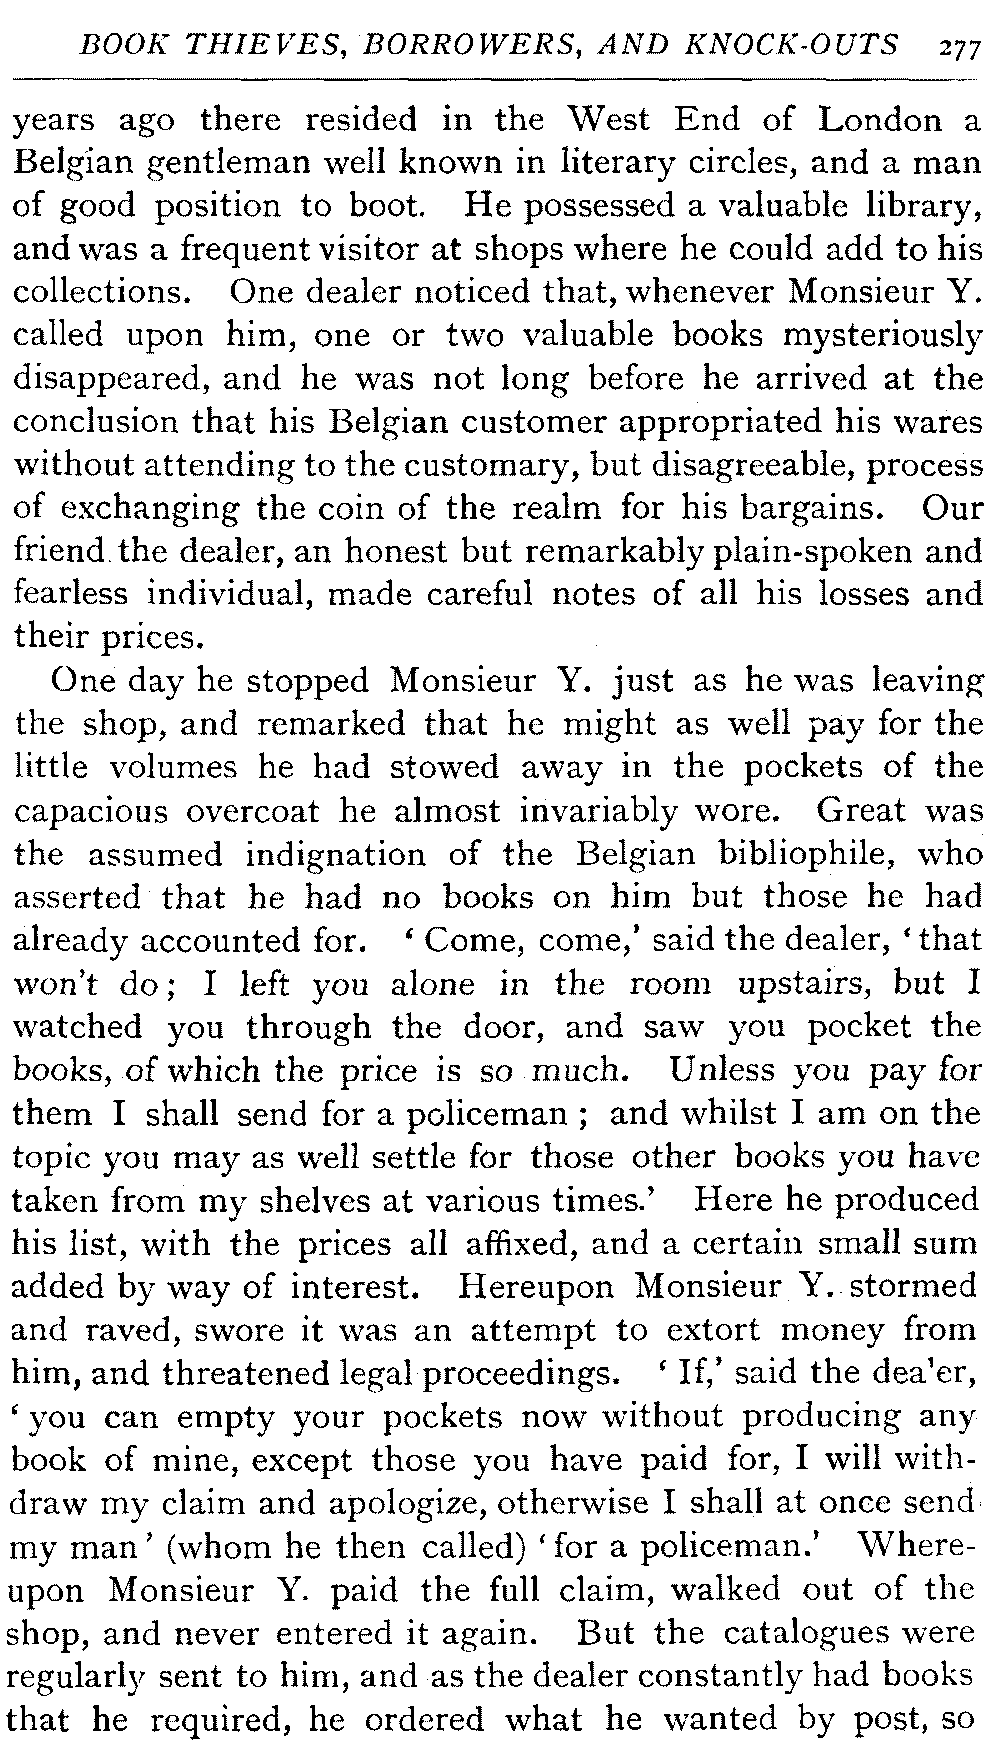 BOOK THIEVES, BORROWERS, AND KNOCK-OUTS 277
years ago there resided in the West End of London a
Belgian gentleman well known in literary circles, and a man
of good position to boot. He possessed a valuable library,
and was a frequent visitor at shops where he could add to his
collections. One dealer noticed that, whenever Monsieur Y.
called upon him, one or two valuable books mysteriously
disappeared, and he was not long before he arrived at the
conclusion that his Belgian customer appropriated his wares
without attending to the customary, but disagreeable, process
of exchanging the coin of the realm for his bargains. Our
friend the dealer, an honest but remarkably plain-spoken and
fearless individual, made careful notes of all his losses and
their prices.
One day he stopped Monsieur Y. just as he was leaving
the shop, and remarked that he might as well pay for the
little volumes he had stowed away in the pockets of the
capacious overcoat he almost invariably wore. Great was
the assumed indignation of the Belgian bibliophile, who
asserted that he had no books on him but those he had
already accounted for. ‘ Come, come,’ said the dealer, ‘ that
won’t do ; I left you alone in the room upstairs, but I
watched you through the door, and saw you pocket the
books, of which the price is so much. Unless you pay for
them I shall send for a policeman ; and whilst I am on the
topic you may as well settle for those other books you have
taken from my shelves at various times.’ Here he produced
his list, with the prices all affixed, and a certain small sum
added by way of interest. Hereupon Monsieur Y. stormed
and raved, swore it was an attempt to extort money from
him, and threatened legal proceedings. ‘ If,’ said the dealer,
‘ you can empty your pockets now without producing any
book of mine, except those you have paid for, I will with-
draw my claim and apologize, otherwise I shall at once send
my man ’ (whom he then called) ‘ for a policeman.’ Where-
upon Monsieur Y. paid the full claim, walked out of the
shop, and never entered it again. But the catalogues were
regularly sent to him, and as the dealer constantly had books
that he required, he ordered what he wanted by post, so